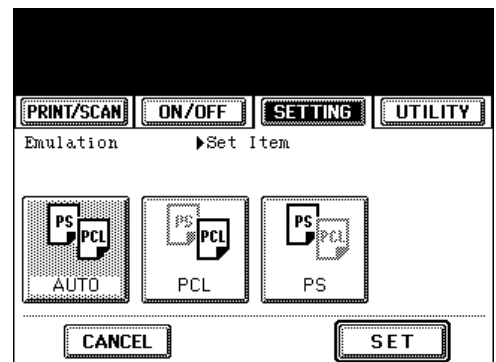 PRINT/SCAN ON/OFF SETTING UTILITY
Emulation ▶Set Item
PS PCL PS PCL PS PCL
AUTO PCL PS
CANCEL SET